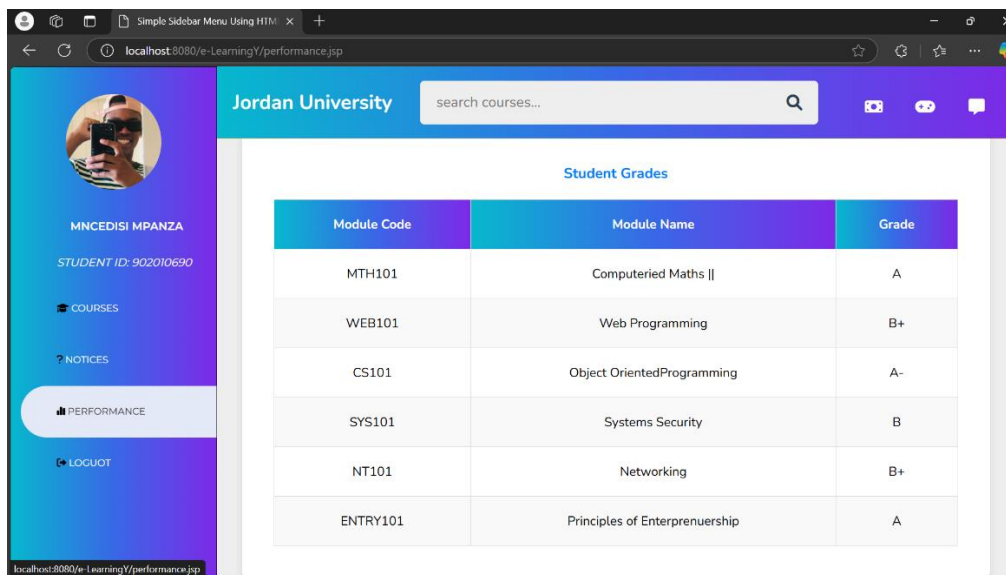 Simple Sidebar Menu Using HTM
localhost:8080/e-LearningY/performance.jsp
Jordan University
search courses...
MNCEDISI MPANZA
STUDENT ID: 902010690
COURSES
? NOTICES
PERFORMANCE
LOGUOT
Student Grades
Module Code Module Name Grade
MTH101 Computeried Maths || A
WEB101 Web Programming B+
CS101 Object OrientedProgramming A-
SYS101 Systems Security B
NT101 Networking B+
ENTRY101 Principles of Enterprenuership A
localhost:8080/e-LearningY/performance.jsp